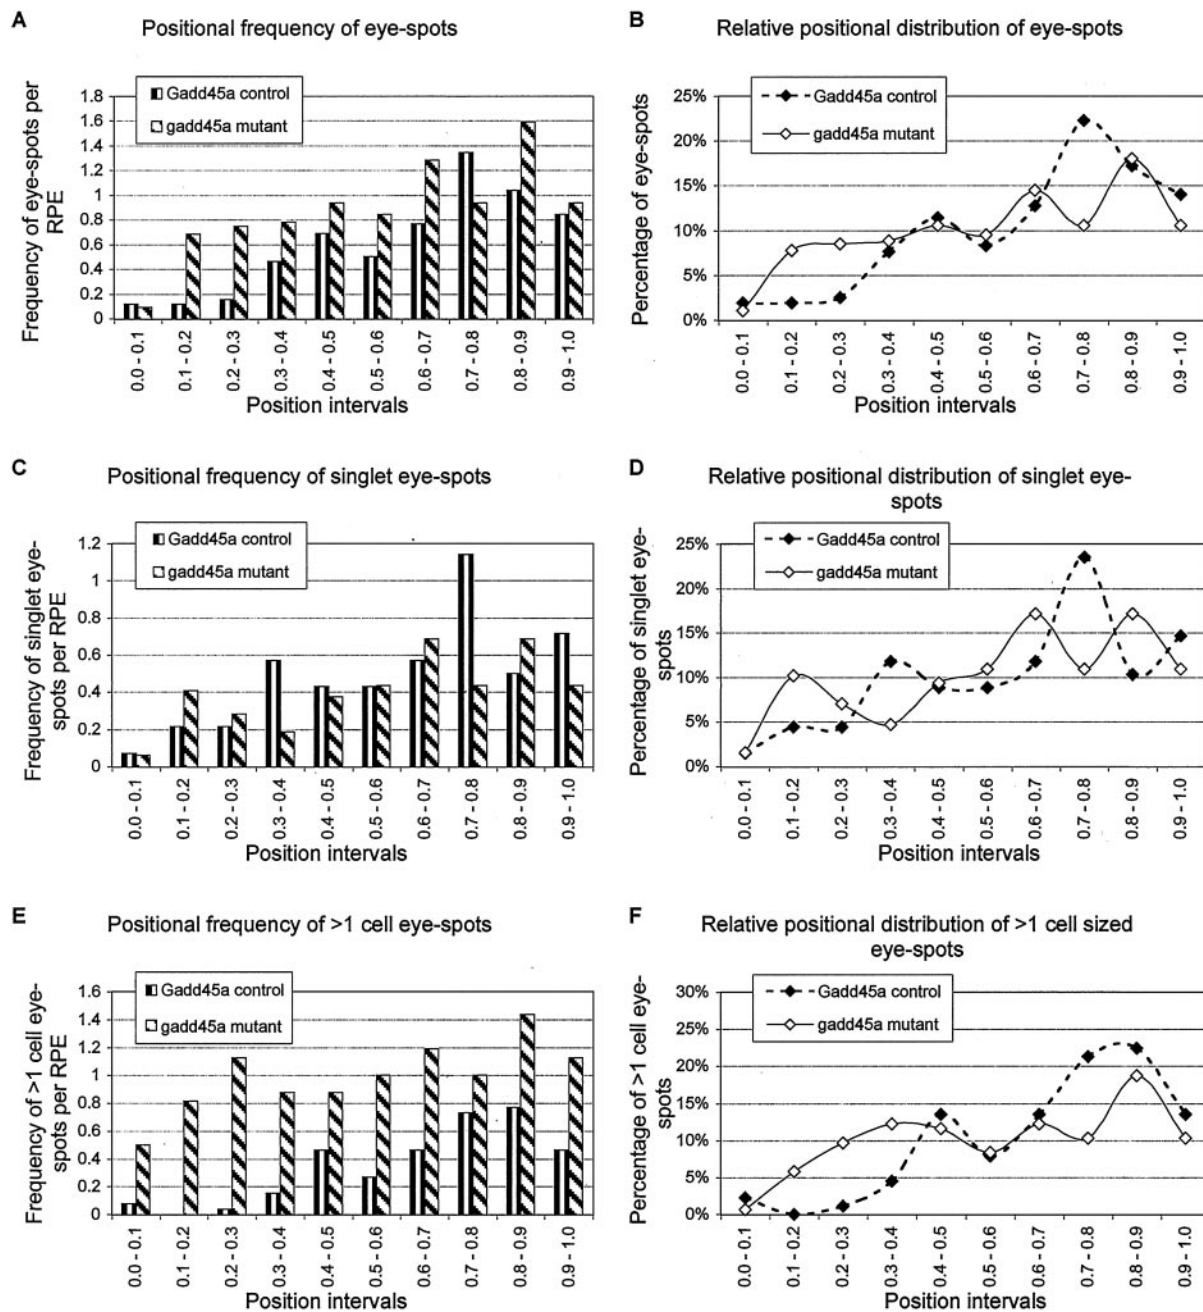 A
Positional frequency of eye-spots
Frequency of eye-spots per
RPE
Gadd45a control
gadd45a mutant
1.8
1.6
1.4
1.2
1
0.8
0.6
0.4
0.2
0
0.0 - 0.1
0.1 - 0.2
0.2 - 0.3
0.3 - 0.4
0.4 - 0.5
0.5 - 0.6
0.6 - 0.7
0.7 - 0.8
0.8 - 0.9
0.9 - 1.0
Position intervals
B
Relative positional distribution of eye-spots
Percentage of eye-spots
Gadd45a control
gadd45a mutant
25%
20%
15%
10%
5%
0%
0.0 - 0.1
0.1 - 0.2
0.2 - 0.3
0.3 - 0.4
0.4 - 0.5
0.5 - 0.6
0.6 - 0.7
0.7 - 0.8
0.8 - 0.9
0.9 - 1.0
Position intervals
C
Positional frequency of singlet eye-spots
Frequency of singlet eye-
spots per RPE
Gadd45a control
gadd45a mutant
1.2
1
0.8
0.6
0.4
0.2
0
0.0 - 0.1
0.1 - 0.2
0.2 - 0.3
0.3 - 0.4
0.4 - 0.5
0.5 - 0.6
0.6 - 0.7
0.7 - 0.8
0.8 - 0.9
0.9 - 1.0
Position intervals
D
Relative positional distribution of singlet eye-
spots
Percentage of singlet eye-
spots
Gadd45a control
gadd45a mutant
25%
20%
15%
10%
5%
0%
0.0 - 0.1
0.1 - 0.2
0.2 - 0.3
0.3 - 0.4
0.4 - 0.5
0.5 - 0.6
0.6 - 0.7
0.7 - 0.8
0.8 - 0.9
0.9 - 1.0
Position intervals
E
Positional frequency of >1 cell eye-spots
Frequency of >1 cell eye-
spots per RPE
Gadd45a control
gadd45a mutant
1.6
1.4
1.2
1
0.8
0.6
0.4
0.2
0
0.0 - 0.1
0.1 - 0.2
0.2 - 0.3
0.3 - 0.4
0.4 - 0.5
0.5 - 0.6
0.6 - 0.7
0.7 - 0.8
0.8 - 0.9
0.9 - 1.0
Position intervals
F
Relative positional distribution of >1 cell sized
eye-spots
Percentage of >1 cell eye-
spots
Gadd45a control
gadd45a mutant
30%
25%
20%
15%
10%
5%
0%
0.0 - 0.1
0.1 - 0.2
0.2 - 0.3
0.3 - 0.4
0.4 - 0.5
0.5 - 0.6
0.6 - 0.7
0.7 - 0.8
0.8 - 0.9
0.9 - 1.0
Position intervals